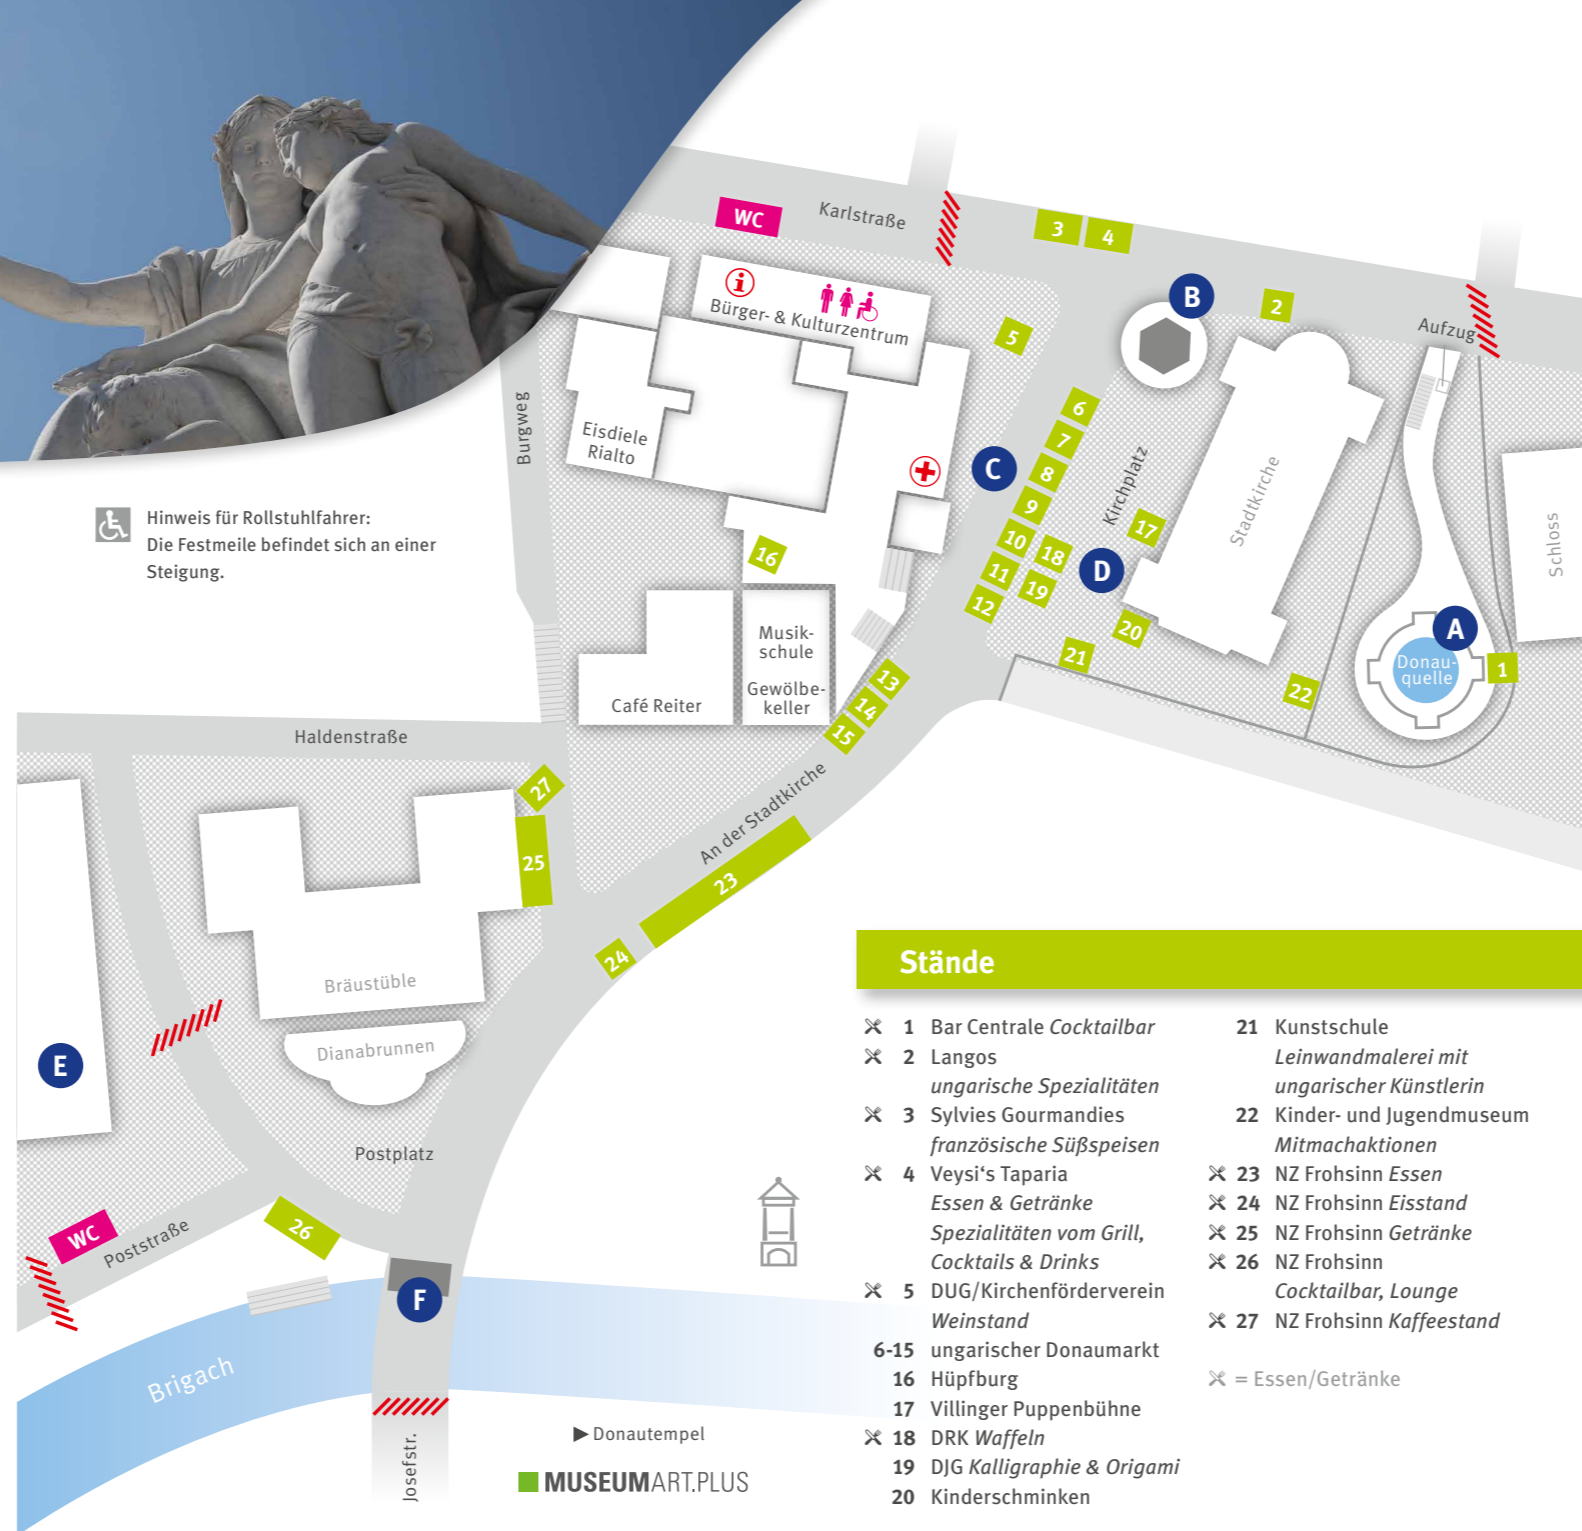 WC
Karlstraße
3
4
B
2
Aufzug
i
Bürger- & Kulturzentrum
5
Eisdiele
Rialto
Burgweg
6
7
8
9
10
11
12
C
Kirchplatz
17
18
19
D
20
21
22
Stadtkirche
Schloss
A
Donau-
quelle
1
Hinweis für Rollstuhlfahrer:
Die Festmeile befindet sich an einer
Steigung.
16
Musik-
schule
Gewölbe-
keller
Café Reiter
13
14
15
Haldenstraße
27
25
An der Stadtkirche
23
24
Bräustüble
Dianabrunnen
E
Postplatz
26
WC
Poststraße
F
Brigach
Josefstr.
▶ Donautempel
MUSEUMART.PLUS
Stände
1 Bar Centrale Cocktailbar
2 Langos
ungarische Spezialitäten
3 Sylvies Gourmandies
französische Süßspeisen
4 Veysi‘s Taparia
Essen & Getränke
Spezialitäten vom Grill,
Cocktails & Drinks
5 DUG/Kirchenförderverein
Weinstand
6-15 ungarischer Donaumarkt
16 Hüpfburg
17 Villinger Puppenbühne
18 DRK Waffeln
19 DJG Kalligraphie & Origami
20 Kinderschminken
21 Kunstschule
Leinwandmalerei mit
ungarischer Künstlerin
22 Kinder- und Jugendmuseum
Mitmachaktionen
23 NZ Frohsinn Essen
24 NZ Frohsinn Eisstand
25 NZ Frohsinn Getränke
26 NZ Frohsinn
Cocktailbar, Lounge
27 NZ Frohsinn Kaffeestand
= Essen/Getränke